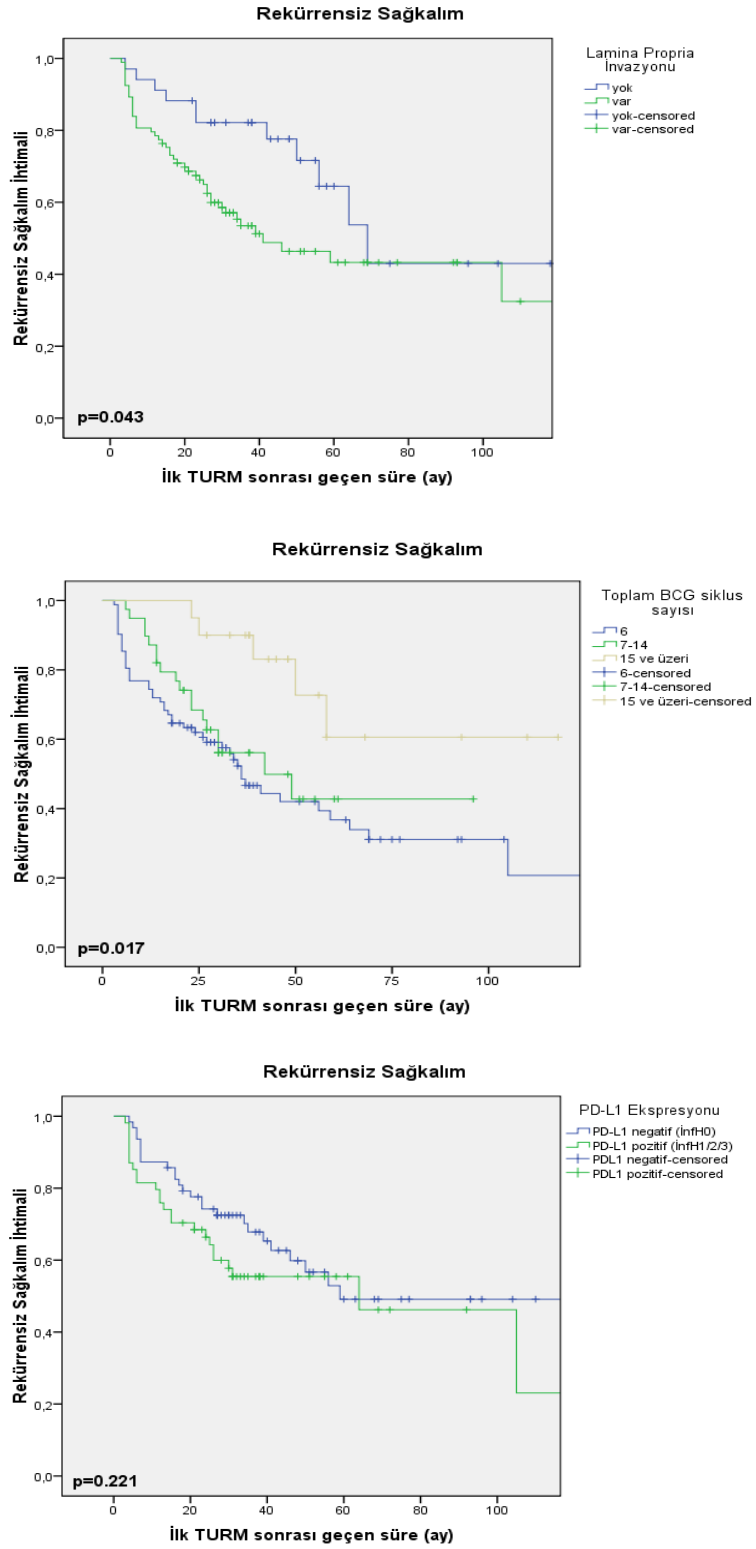 Rekürrensiz Sağkalım
Rekürrensiz Sağkalım İhtimali
1,0
0,8
0,6
0,4
0,2
0,0
p=0.043
0
20
40
60
80
100
İlk TURM sonrası geçen süre (ay)
Lamina Propria
İnvazyonu
yok
var
yok-censored
var-censored
Rekürrensiz Sağkalım
Rekürrensiz Sağkalım İhtimali
1,0
0,8
0,6
0,4
0,2
0,0
p=0.017
0
25
50
75
100
İlk TURM sonrası geçen süre (ay)
Toplam BCG siklus
sayısı
6
7-14
15 ve üzeri
6-censored
7-14-censored
15 ve üzeri-censored
Rekürrensiz Sağkalım
Rekürrensiz Sağkalım İhtimali
1,0
0,8
0,6
0,4
0,2
0,0
p=0.221
0
20
40
60
80
100
İlk TURM sonrası geçen süre (ay)
PD-L1 Ekspresyonu
PD-L1 negatif (İnfH0)
PD-L1 pozitif (İnfH1/2/3)
PDL1 negatif-censored
PDL1 pozitif-censored